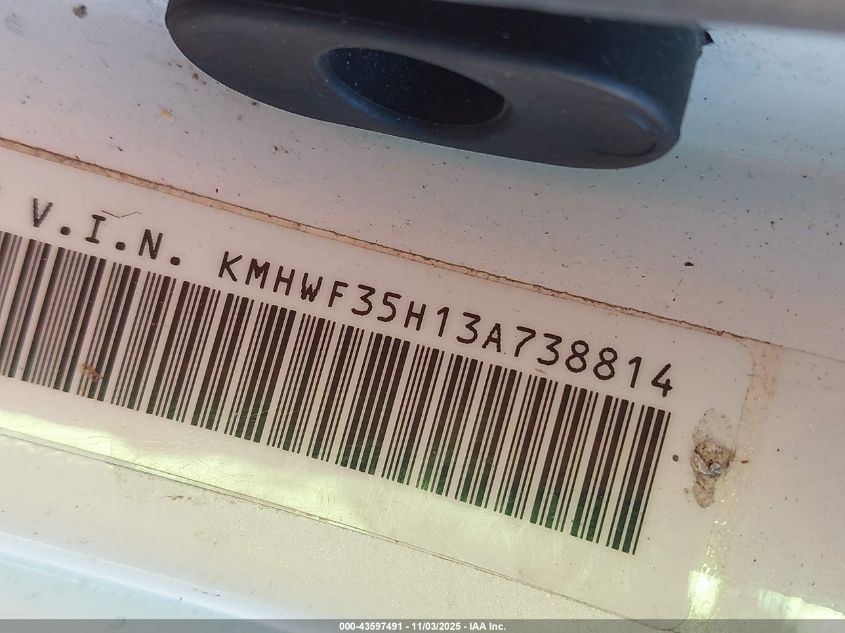 V.I.N. KMHWF35H13A738814
000-43597491 - 11/03/2025 - IAA Inc.